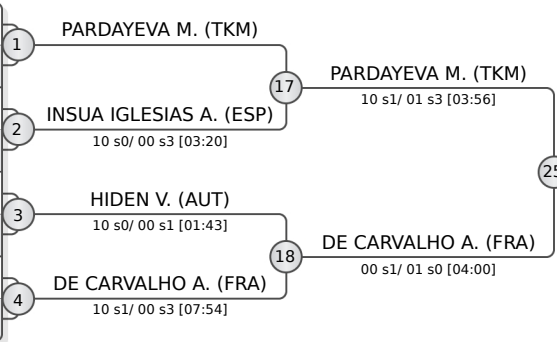 PARDAYEVA M. (TKM)
1
17
PARDAYEVA M. (TKM)
10 s1/ 01 s3 [03:56]
INSUA IGLESIAS A. (ESP)
2
10 s0/ 00 s3 [03:20]
25
HIDEN V. (AUT)
3
10 s0/ 00 s1 [01:43]
18
DE CARVALHO A. (FRA)
00 s1/ 01 s0 [04:00]
DE CARVALHO A. (FRA)
4
10 s1/ 00 s3 [07:54]